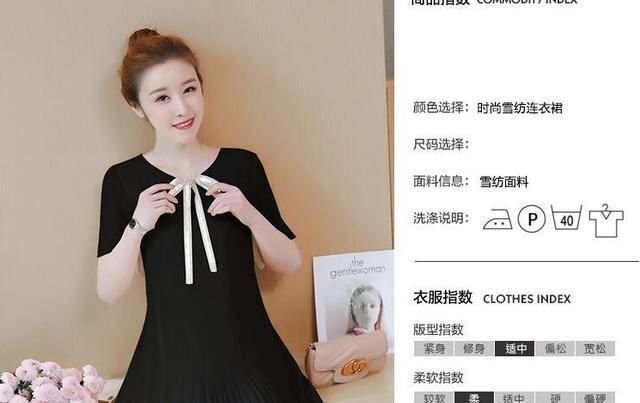 商品指数 COMMODITY INDEX
颜色选择: 时尚雪纺连衣裙
尺码选择:
面料信息: 雪纺面料
洗涤说明: P 40
衣服指数 CLOTHES INDEX
版型指数
紧身 修身 适中 偏松 宽松
柔软指数
较软 柔 适中 硬 偏硬
the
gentlewoman